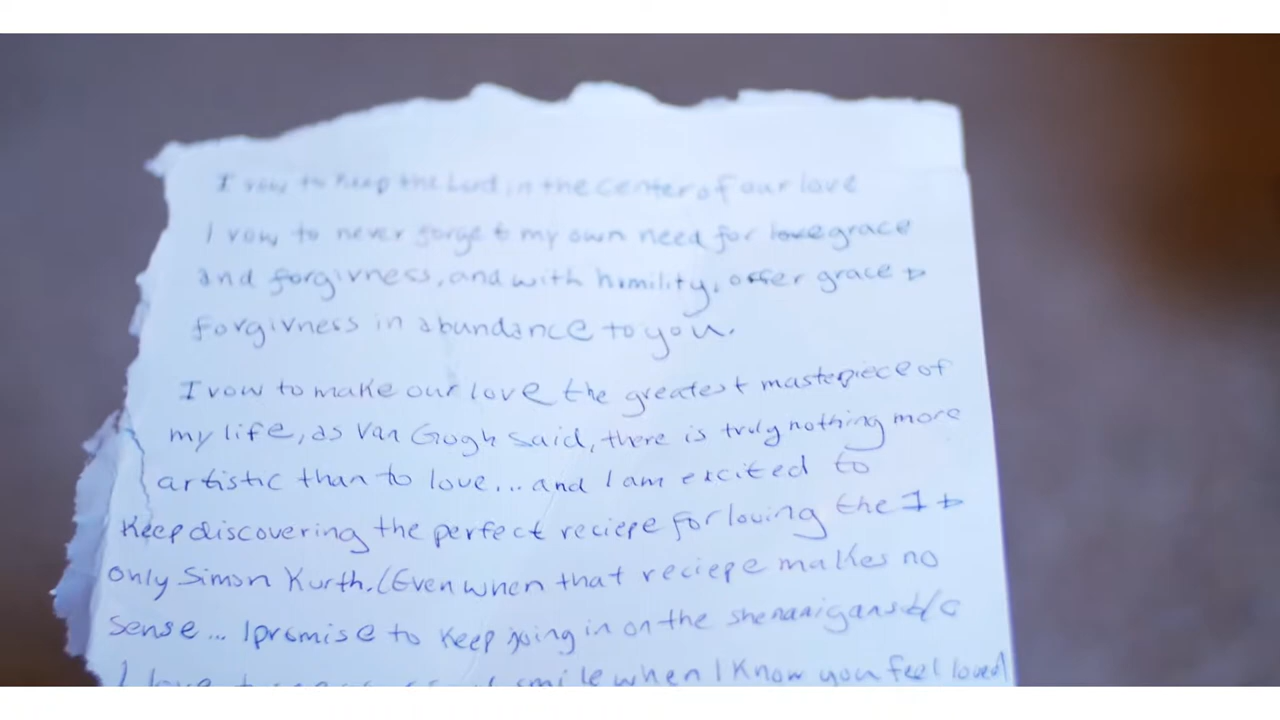 I vow to keep the Lord in the center of our love
I vow to never forget my own need for love grace
and forgivness, and with humility, offer grace &
forgivness in abundance to you.
I vow to make our love the greatest masterpiece of
my life, as Van Gogh said, there is truly nothing more
artistic than to love... and I am excited to
keep discovering the perfect reciepe for loving the 1 &
only Simon Kurth. (Even when that reciepe makes no
sense... I promise to keep going in on the shenanigans b/c
I love smile when I know you feel loved)